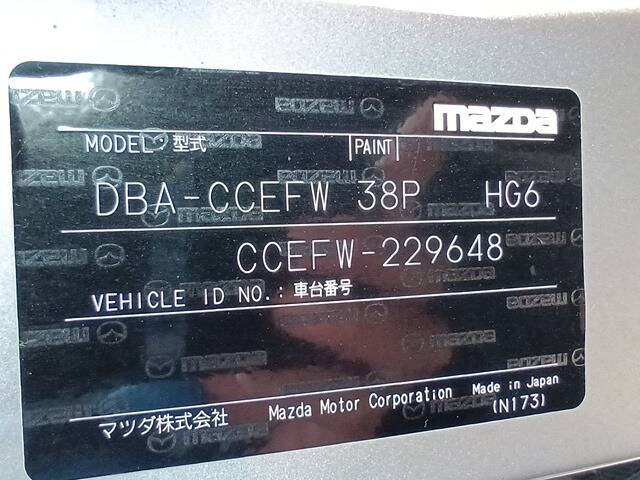 mazda
MODEL・型式 PAINT
DBA-CCEFW 38P HG6
CCEFW-229648
VEHICLE ID NO.: 車台番号
マツダ株式会社 Mazda Motor Corporation Made in Japan
(N173)